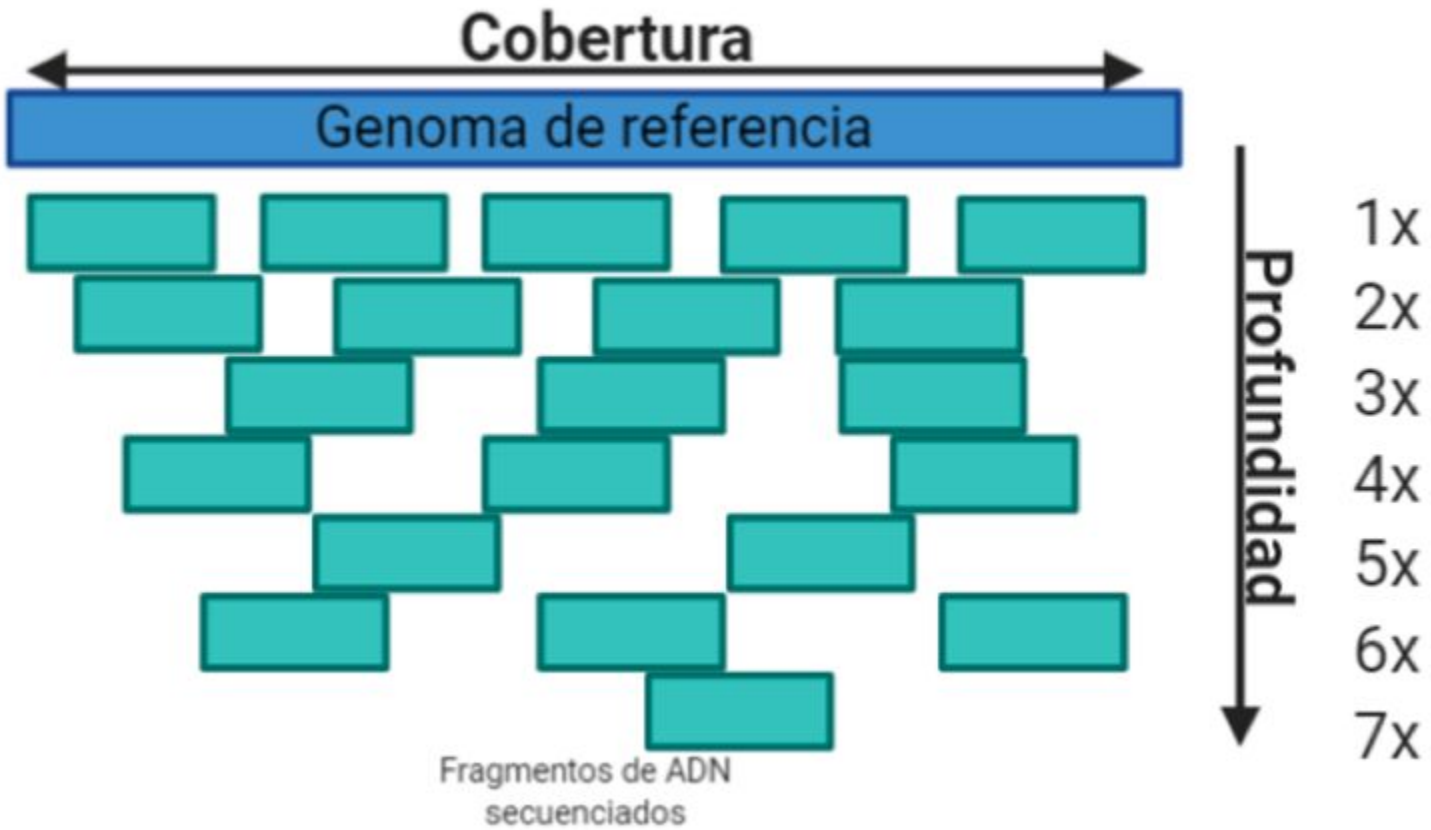 Cobertura
Genoma de referencia
Profundidad
1x
2x
3x
4x
5x
6x
7x
Fragmentos de ADN
secuenciados